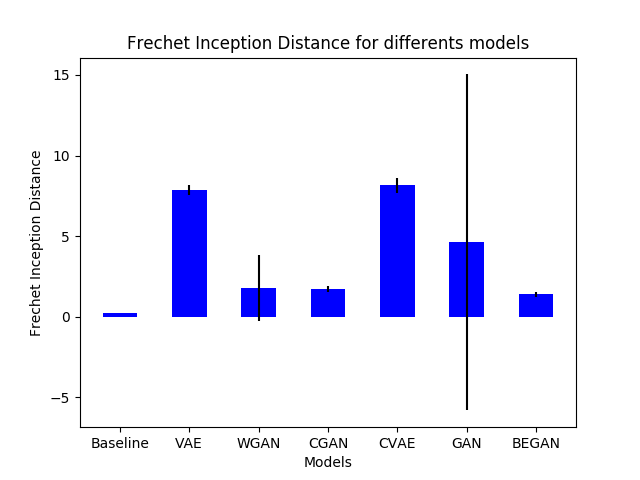 Frechet Inception Distance for differents models
Frechet Inception Distance
15
10
5
0
−5
Baseline VAE WGAN CGAN CVAE GAN BEGAN
Models